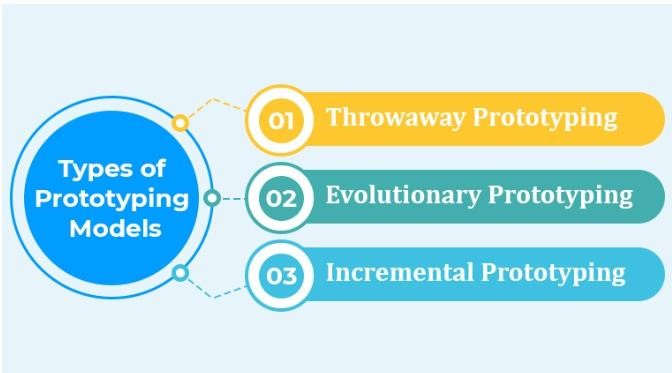 Types of
Prototyping
Models
01 Throwaway Prototyping
02 Evolutionary Prototyping
03 Incremental Prototyping